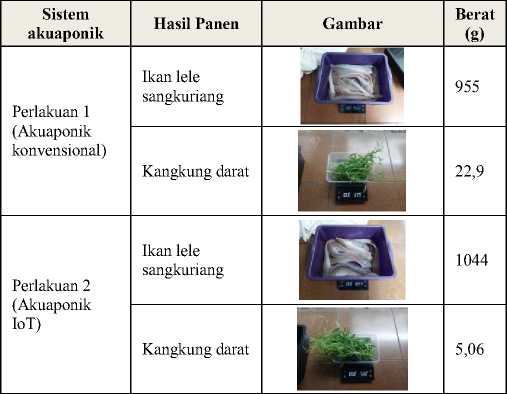 Sistem
akuaponik
Hasil Panen
Gambar
Berat
(g)
Perlakuan 1
(Akuaponik
konvensional)
Ikan lele
sangkuriang
955
Kangkung darat
22,9
Perlakuan 2
(Akuaponik
IoT)
Ikan lele
sangkuriang
1044
Kangkung darat
5,06